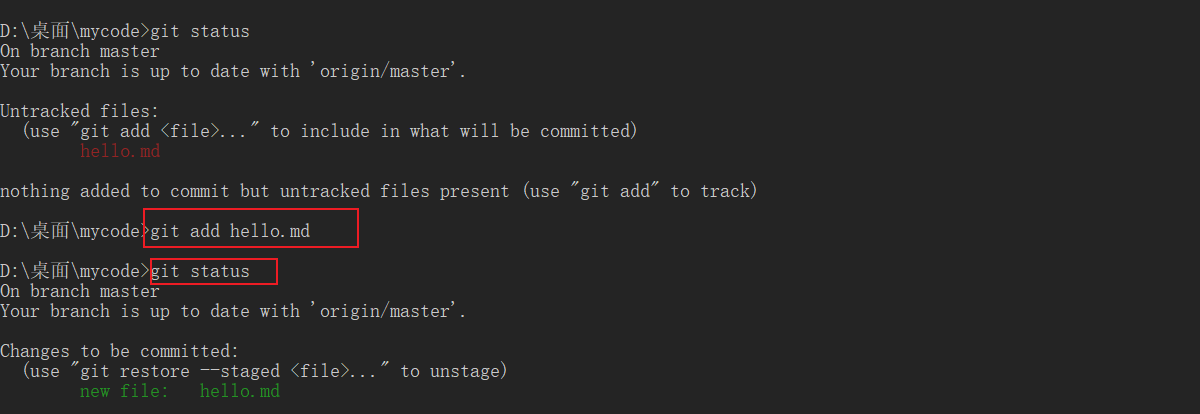 D:\桌面\mycode>git status
On branch master
Your branch is up to date with 'origin/master'.
Untracked files:
(use "git add <file>..." to include in what will be committed)
hello.md
nothing added to commit but untracked files present (use "git add" to track)
D:\桌面\mycode>git add hello.md
D:\桌面\mycode>git status
On branch master
Your branch is up to date with 'origin/master'.
Changes to be committed:
(use "git restore --staged <file>..." to unstage)
new file:   hello.md